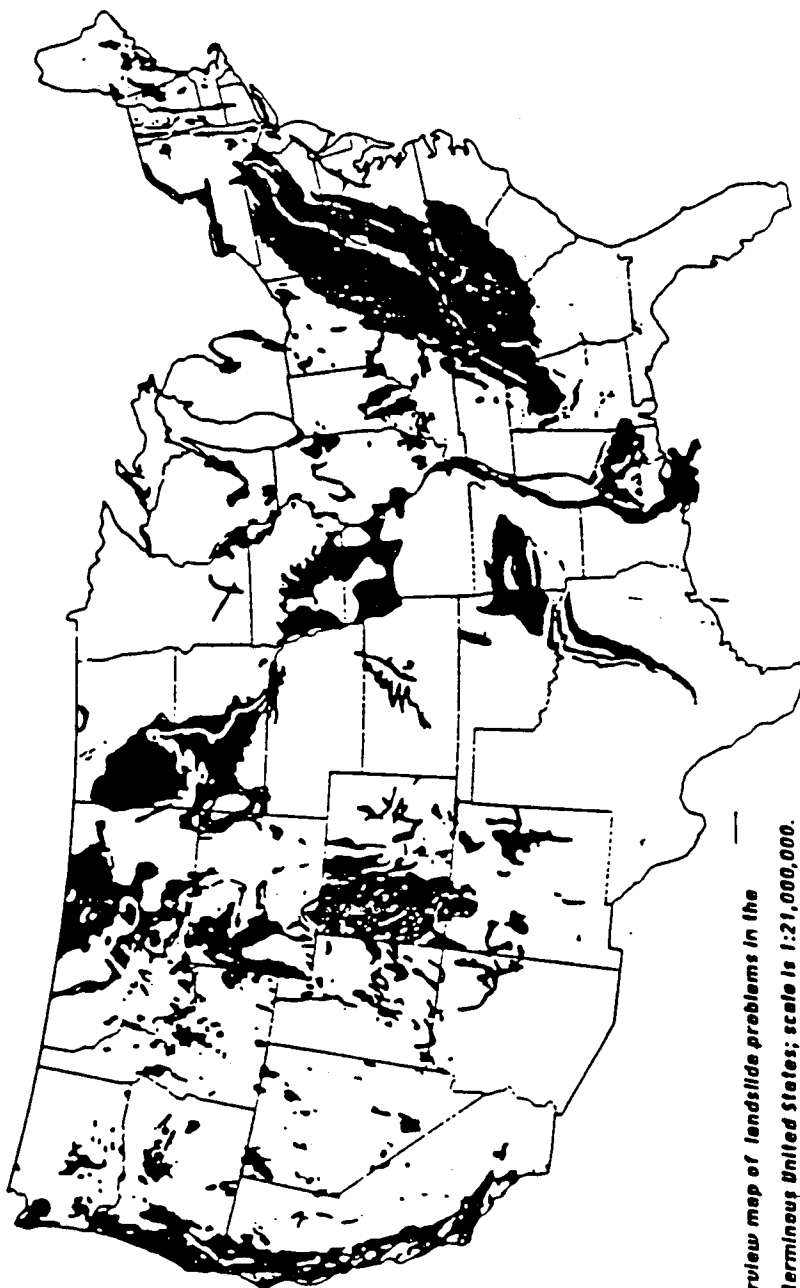 rview map of landslide problems in the
terminous United States; scale is 1:21,000,000.